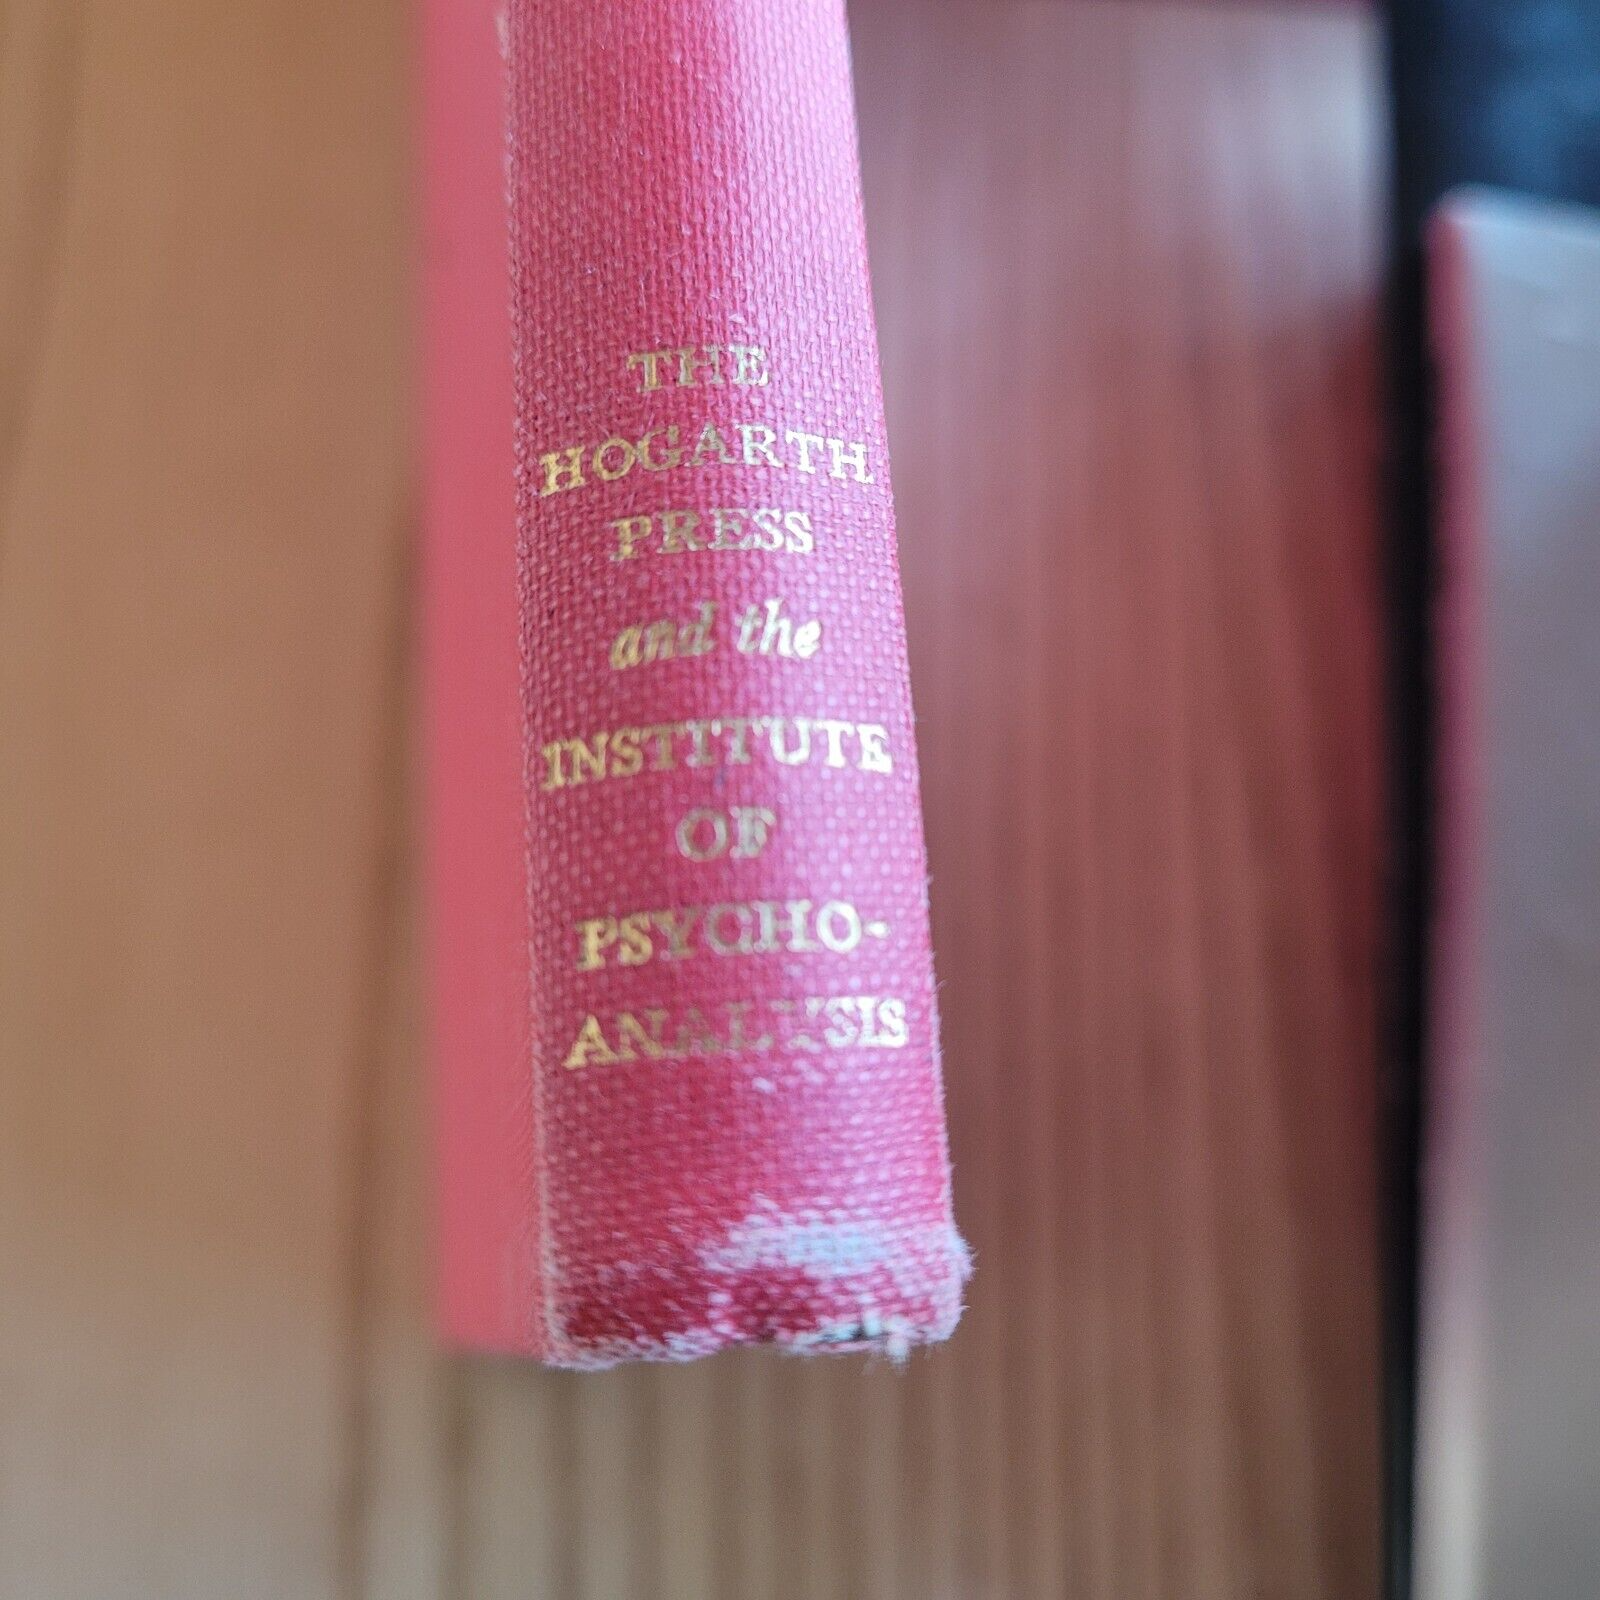 THE
HOGARTH
PRESS
and the
INSTITUTE
OF
PSYCHO-
ANALYSIS